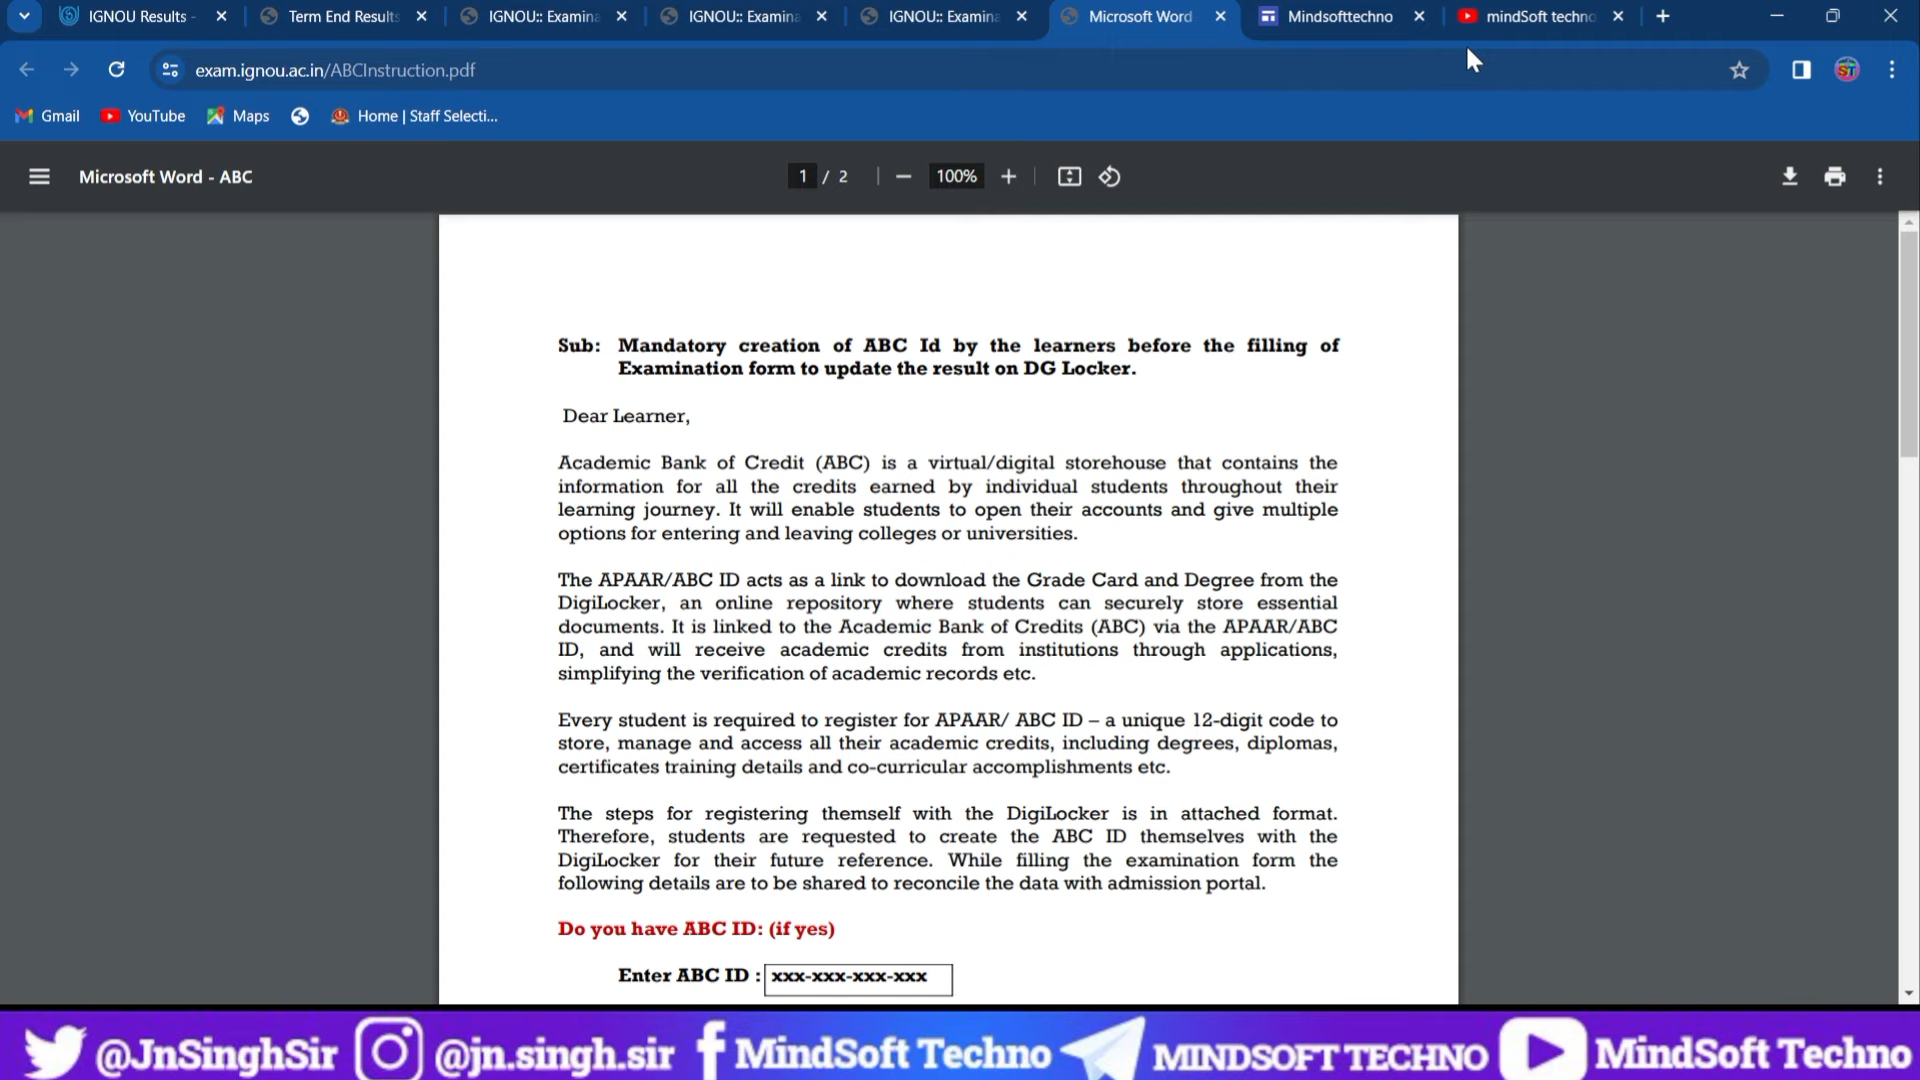 IGNOU Results -
Term End Results
IGNOU:: Examina
IGNOU:: Examina
IGNOU:: Examina
Microsoft Word
Mindsofttechno
mindSoft techno
exam.ignou.ac.in/ABCInstruction.pdf
ST
Gmail
YouTube
Maps
Home | Staff Selecti...
Microsoft Word - ABC
1 / 2
100%
Sub: Mandatory creation of ABC Id by the learners before the filling of
Examination form to update the result on DG Locker.
Dear Learner,
Academic Bank of Credit (ABC) is a virtual/digital storehouse that contains the
information for all the credits earned by individual students throughout their
learning journey. It will enable students to open their accounts and give multiple
options for entering and leaving colleges or universities.
The APAAR/ABC ID acts as a link to download the Grade Card and Degree from the
DigiLocker, an online repository where students can securely store essential
documents. It is linked to the Academic Bank of Credits (ABC) via the APAAR/ABC
ID, and will receive academic credits from institutions through applications,
simplifying the verification of academic records etc.
Every student is required to register for APAAR/ ABC ID – a unique 12-digit code to
store, manage and access all their academic credits, including degrees, diplomas,
certificates training details and co-curricular accomplishments etc.
The steps for registering themself with the DigiLocker is in attached format.
Therefore, students are requested to create the ABC ID themselves with the
DigiLocker for their future reference. While filling the examination form the
following details are to be shared to reconcile the data with admission portal.
Do you have ABC ID: (if yes)
Enter ABC ID : xxx-xxx-xxx-xxx
@JnSinghSir @jn.singh.sir MindSoft Techno MINDSOFT TECHNO MindSoft Techno